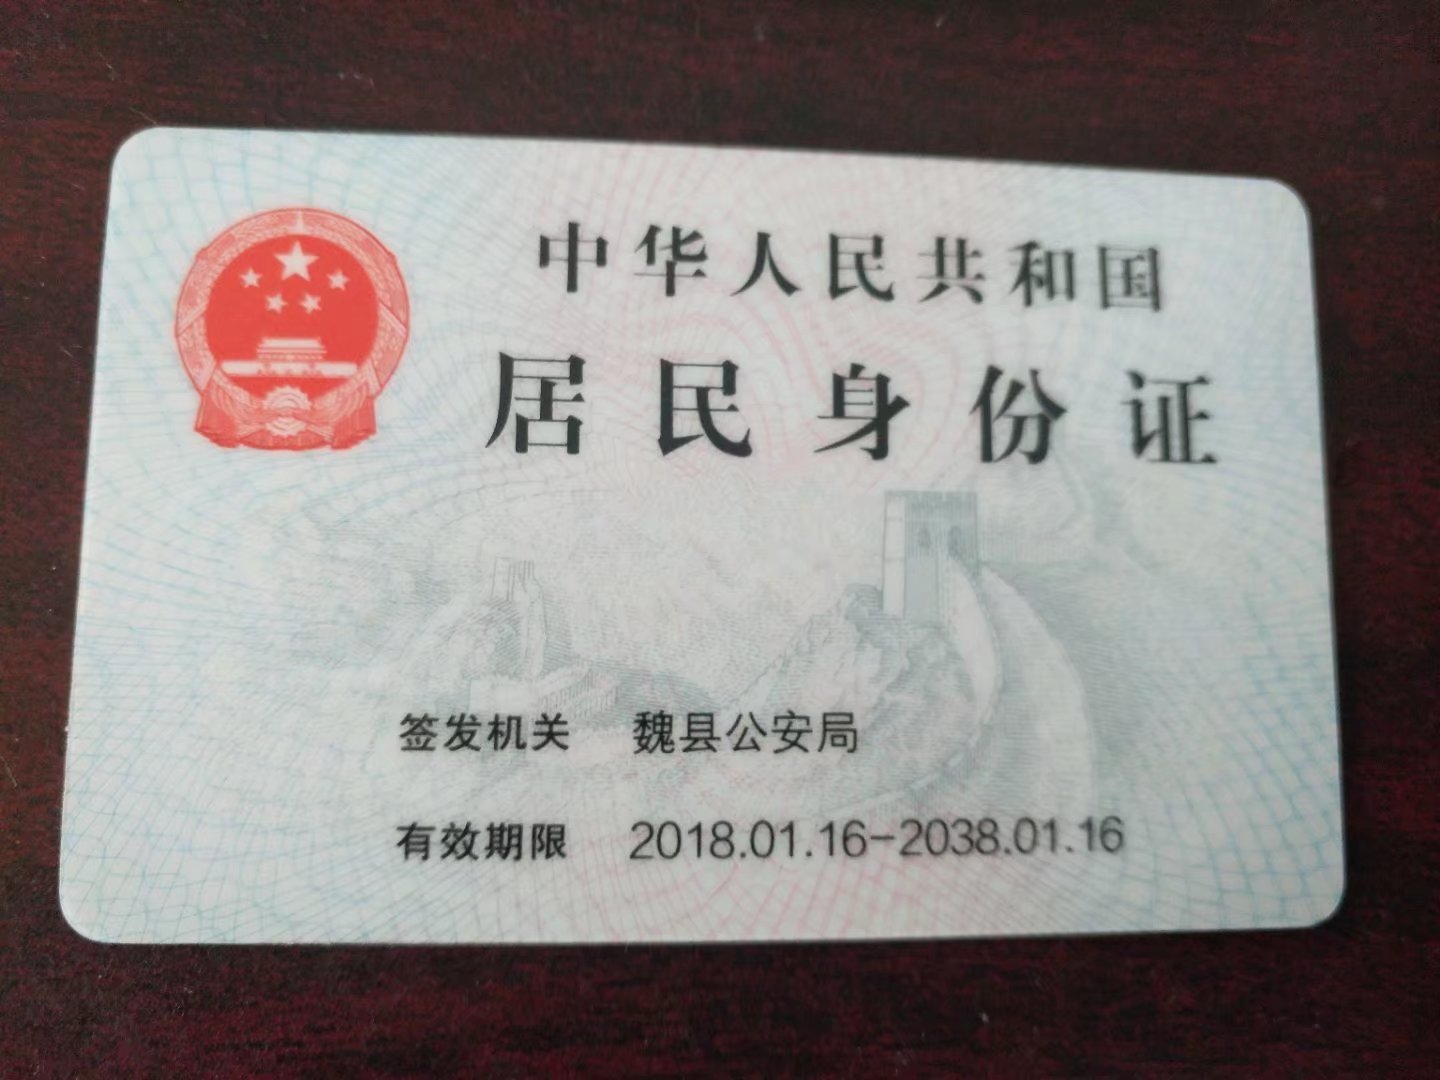 中华人民共和国
居民身份证
签发机关 魏县公安局
有效期限 2018.01.16-2038.01.16